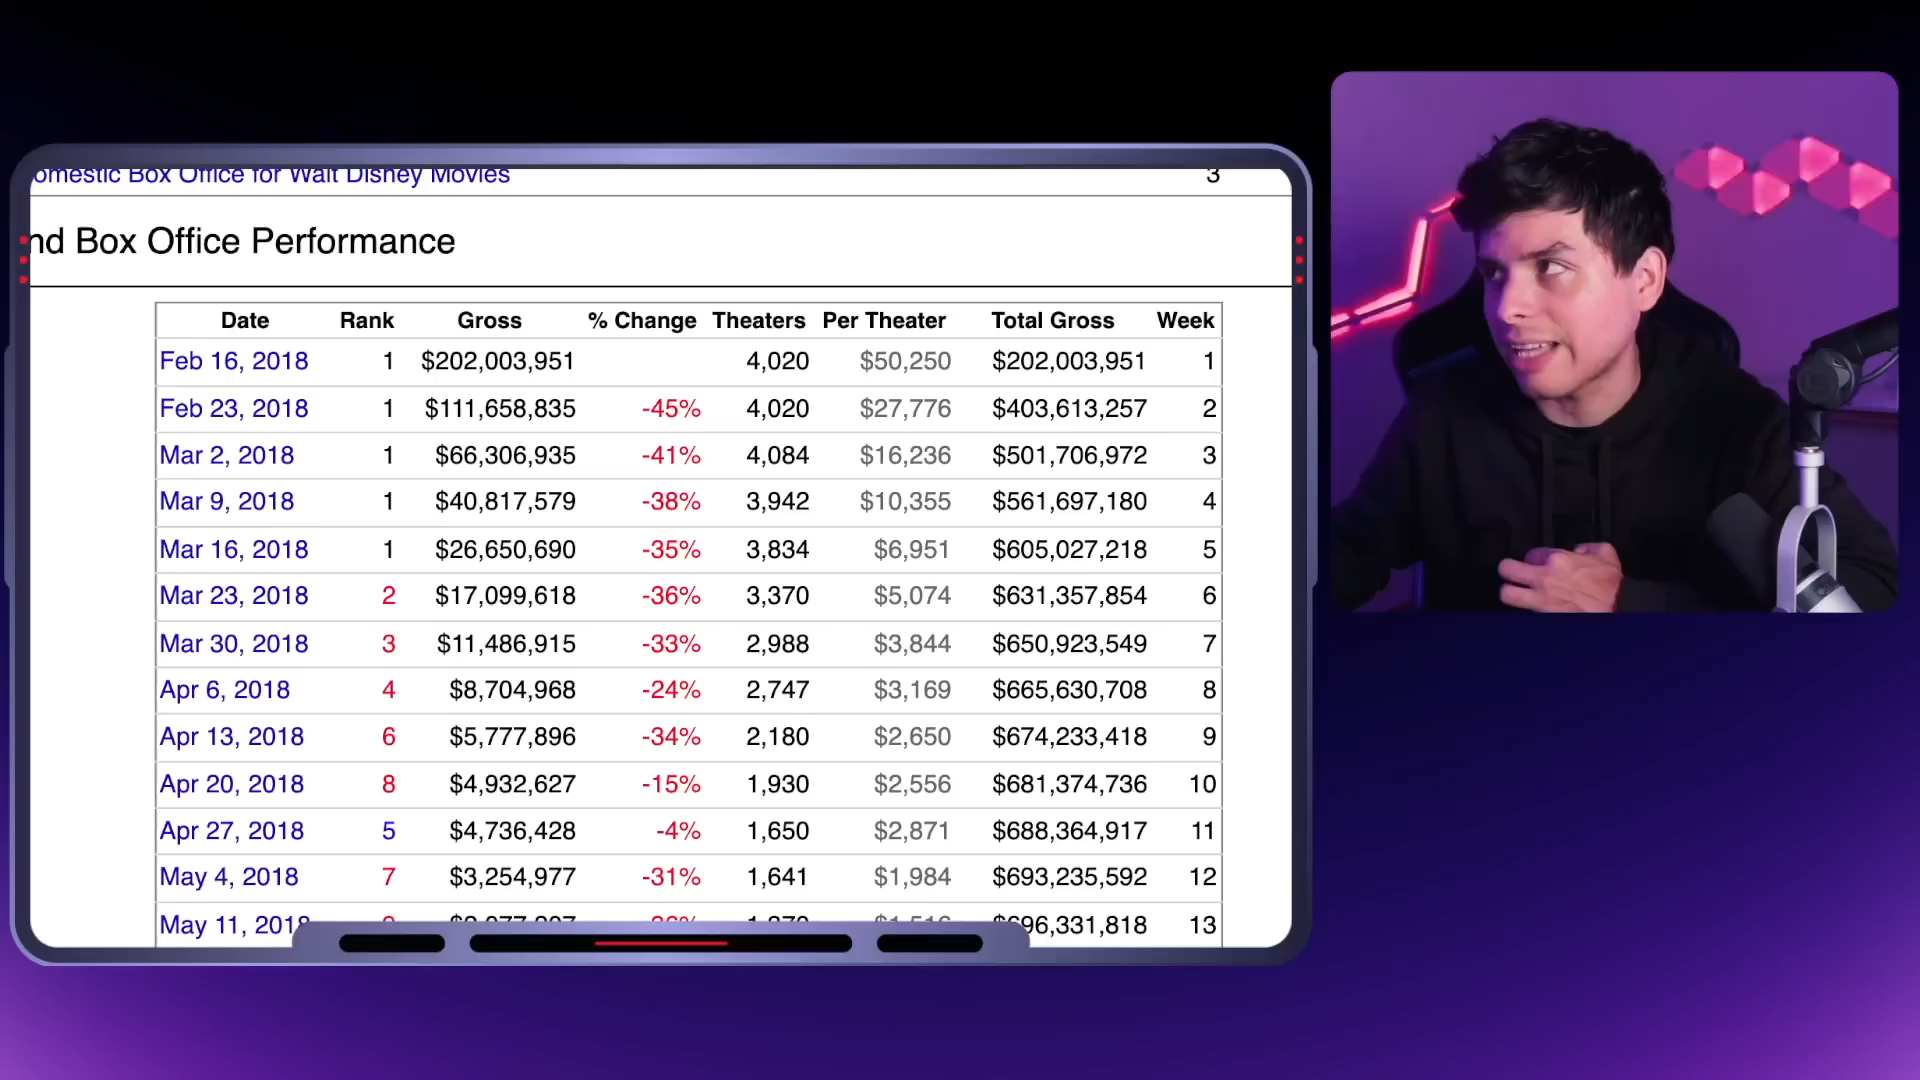 omestic Box Office for Walt Disney Movies 3
nd Box Office Performance
Date Rank Gross % Change Theaters Per Theater Total Gross Week
Feb 16, 2018 1 $202,003,951 4,020 $50,250 $202,003,951 1
Feb 23, 2018 1 $111,658,835 -45% 4,020 $27,776 $403,613,257 2
Mar 2, 2018 1 $66,306,935 -41% 4,084 $16,236 $501,706,972 3
Mar 9, 2018 1 $40,817,579 -38% 3,942 $10,355 $561,697,180 4
Mar 16, 2018 1 $26,650,690 -35% 3,834 $6,951 $605,027,218 5
Mar 23, 2018 2 $17,099,618 -36% 3,370 $5,074 $631,357,854 6
Mar 30, 2018 3 $11,486,915 -33% 2,988 $3,844 $650,923,549 7
Apr 6, 2018 4 $8,704,968 -24% 2,747 $3,169 $665,630,708 8
Apr 13, 2018 6 $5,777,896 -34% 2,180 $2,650 $674,233,418 9
Apr 20, 2018 8 $4,932,627 -15% 1,930 $2,556 $681,374,736 10
Apr 27, 2018 5 $4,736,428 -4% 1,650 $2,871 $688,364,917 11
May 4, 2018 7 $3,254,977 -31% 1,641 $1,984 $693,235,592 12
May 11, 2018 96,331,818 13